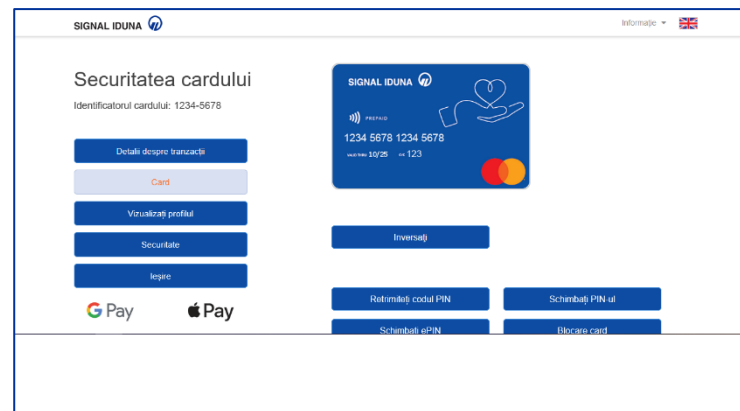 SIGNAL IDUNA
Informație
Securitatea cardului
Identificatorul cardului: 1234-5678
Detalii despre tranzacții
Card
Vizualizați profilul
Securitate
Ieșire
G Pay
Pay
SIGNAL IDUNA
PREPAID
1234 5678 1234 5678
VALID THRU 10/25 123
Inversați
Retrimiteți codul PIN
Schimbați PIN-ul
Schimbați ePIN
Blocare card